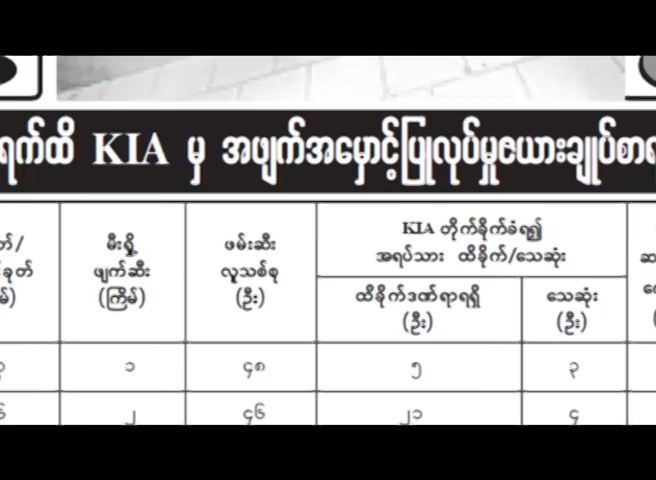 ရက်ထိ KIA မှ အဖျက်အမှောင့်ပြုလုပ်မှုဇယားချုပ်စာရ
မီးရှို့
ဖျက်ဆီး
(ကြိမ်)
ဖမ်းဆီး
လူသစ်စု
(ဦး)
KIA တိုက်ခိုက်ခံရ၍
အရပ်သား ထိခိုက်/သေဆုံး
ထိခိုက်ဒဏ်ရာရရှိ
(ဦး)
သေဆုံး
(ဦး)
၁ ၄၈ ၅ ၃
၂ ၄၆ ၂၁ ၄